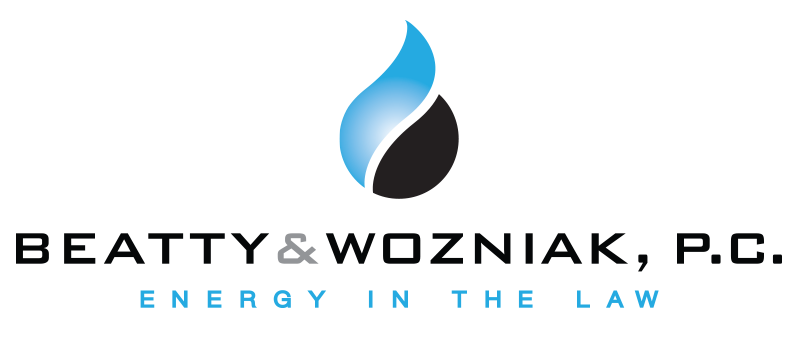 BEATTY&WOZNIAK, P.C.
ENERGY IN THE LAW